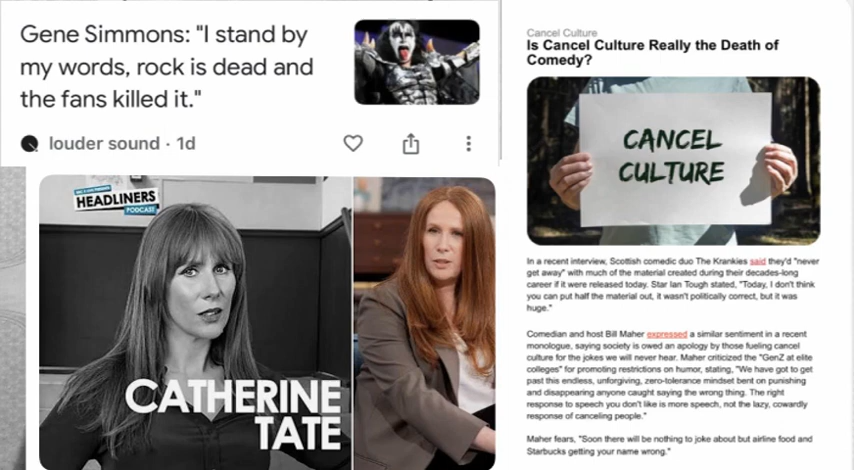 Gene Simmons: "I stand by
my words, rock is dead and
the fans killed it."
louder sound · 1d
HEADLINERS
PODCAST
CATHERINE
TATE
Cancel Culture
Is Cancel Culture Really the Death of
Comedy?
CANCEL
CULTURE
In a recent interview, Scottish comedic duo The Krankies said they'd "never
get away" with much of the material created during their decades-long
career if it were released today. Star Ian Tough stated, "Today, I don't think
you can put half the material out, it wasn't politically correct, but it was
huge."
Comedian and host Bill Maher expressed a similar sentiment in a recent
monologue, saying society is owed an apology by those fueling cancel
culture for the jokes we will never hear. Maher criticized the "GenZ at elite
colleges" for promoting restrictions on humor, stating, "We have got to get
past this endless, unforgiving, zero-tolerance mindset bent on punishing
and disappearing anyone caught saying the wrong thing. The right
response to speech you don't like is more speech, not the lazy, cowardly
response of canceling people."
Maher fears, "Soon there will be nothing to joke about but airline food and
Starbucks getting your name wrong."